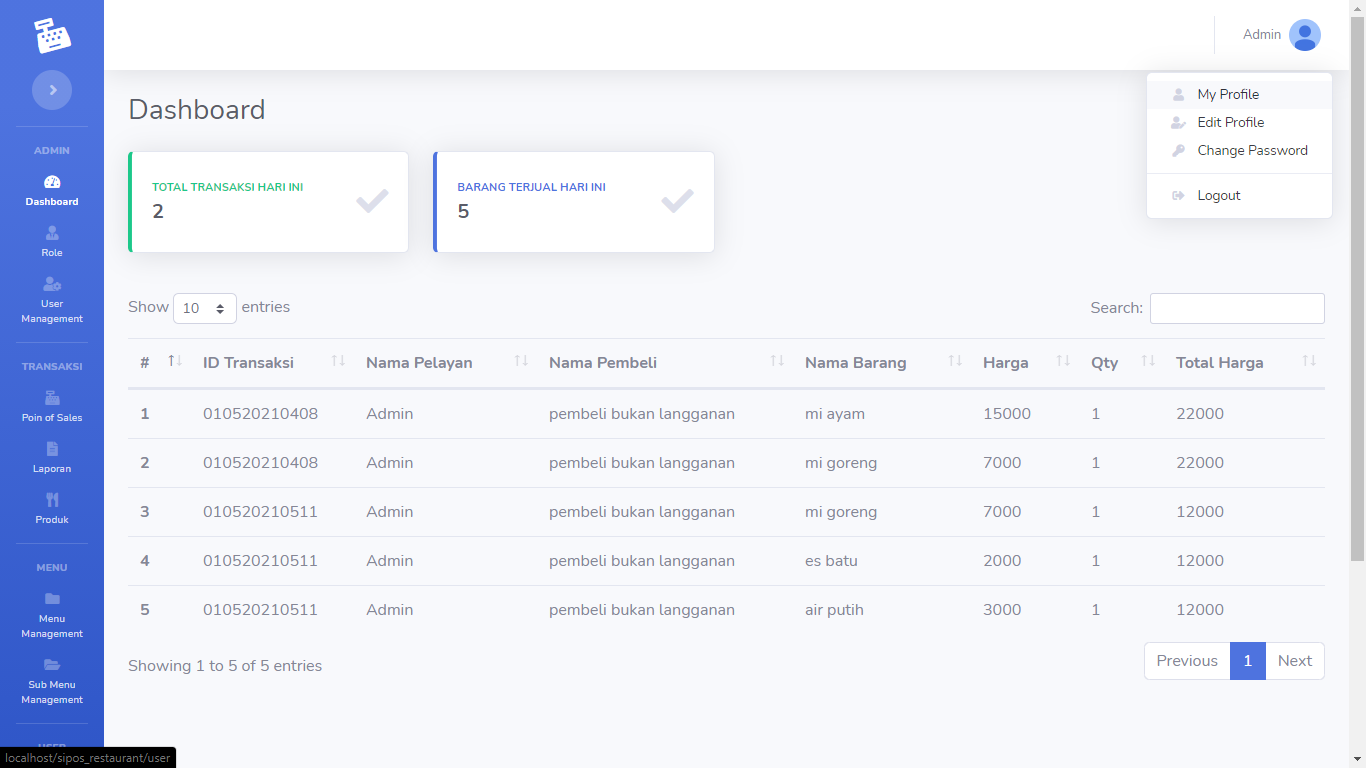 Admin
My Profile
Edit Profile
Change Password
Logout
ADMIN
Dashboard
Role
User
Management
TRANSAKSI
Poin of Sales
Laporan
Produk
MENU
Menu
Management
Sub Menu
Management
USER
Dashboard
TOTAL TRANSAKSI HARI INI
2
BARANG TERJUAL HARI INI
5
Show 10 entries
Search:
# ID Transaksi Nama Pelayan Nama Pembeli Nama Barang Harga Qty Total Harga
1 010520210408 Admin pembeli bukan langganan mi ayam 15000 1 22000
2 010520210408 Admin pembeli bukan langganan mi goreng 7000 1 22000
3 010520210511 Admin pembeli bukan langganan mi goreng 7000 1 12000
4 010520210511 Admin pembeli bukan langganan es batu 2000 1 12000
5 010520210511 Admin pembeli bukan langganan air putih 3000 1 12000
Showing 1 to 5 of 5 entries
Previous 1 Next
localhost/sipos_restaurant/user